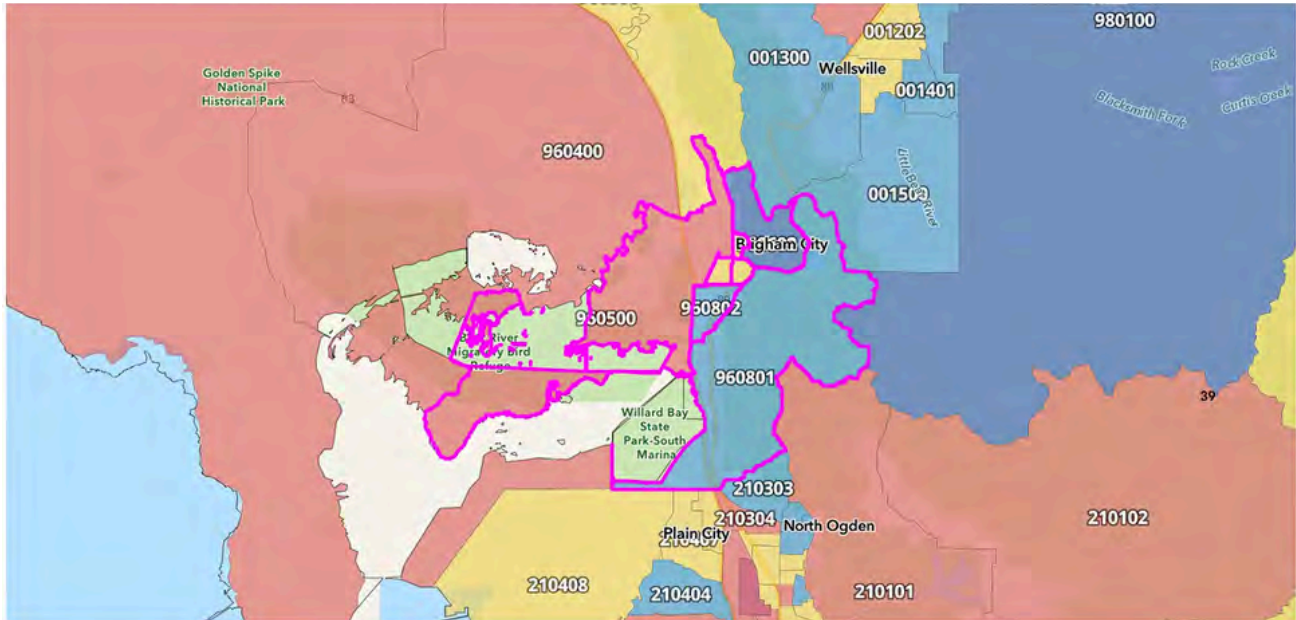 001202
980100
001300
Rock Creek
Golden Spike
National
Historical Park
Wellsville
83
001401
Blacksmith Fork
Curtis Creek
960400
Little Bear River
Brigham City
960802
960500
Migratory Bird
Refuge
960801
39
Willard Bay
State
Park-South
Marina
210303
210304
North Ogden
210102
Plain City
210408
210404
210101